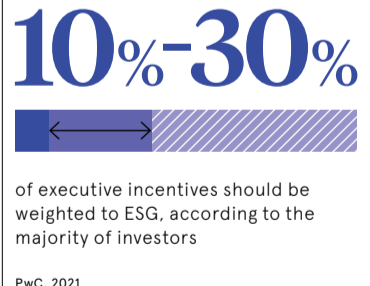 10%-30%
of executive incentives should be
weighted to ESG, according to the
majority of investors
PwC, 2021